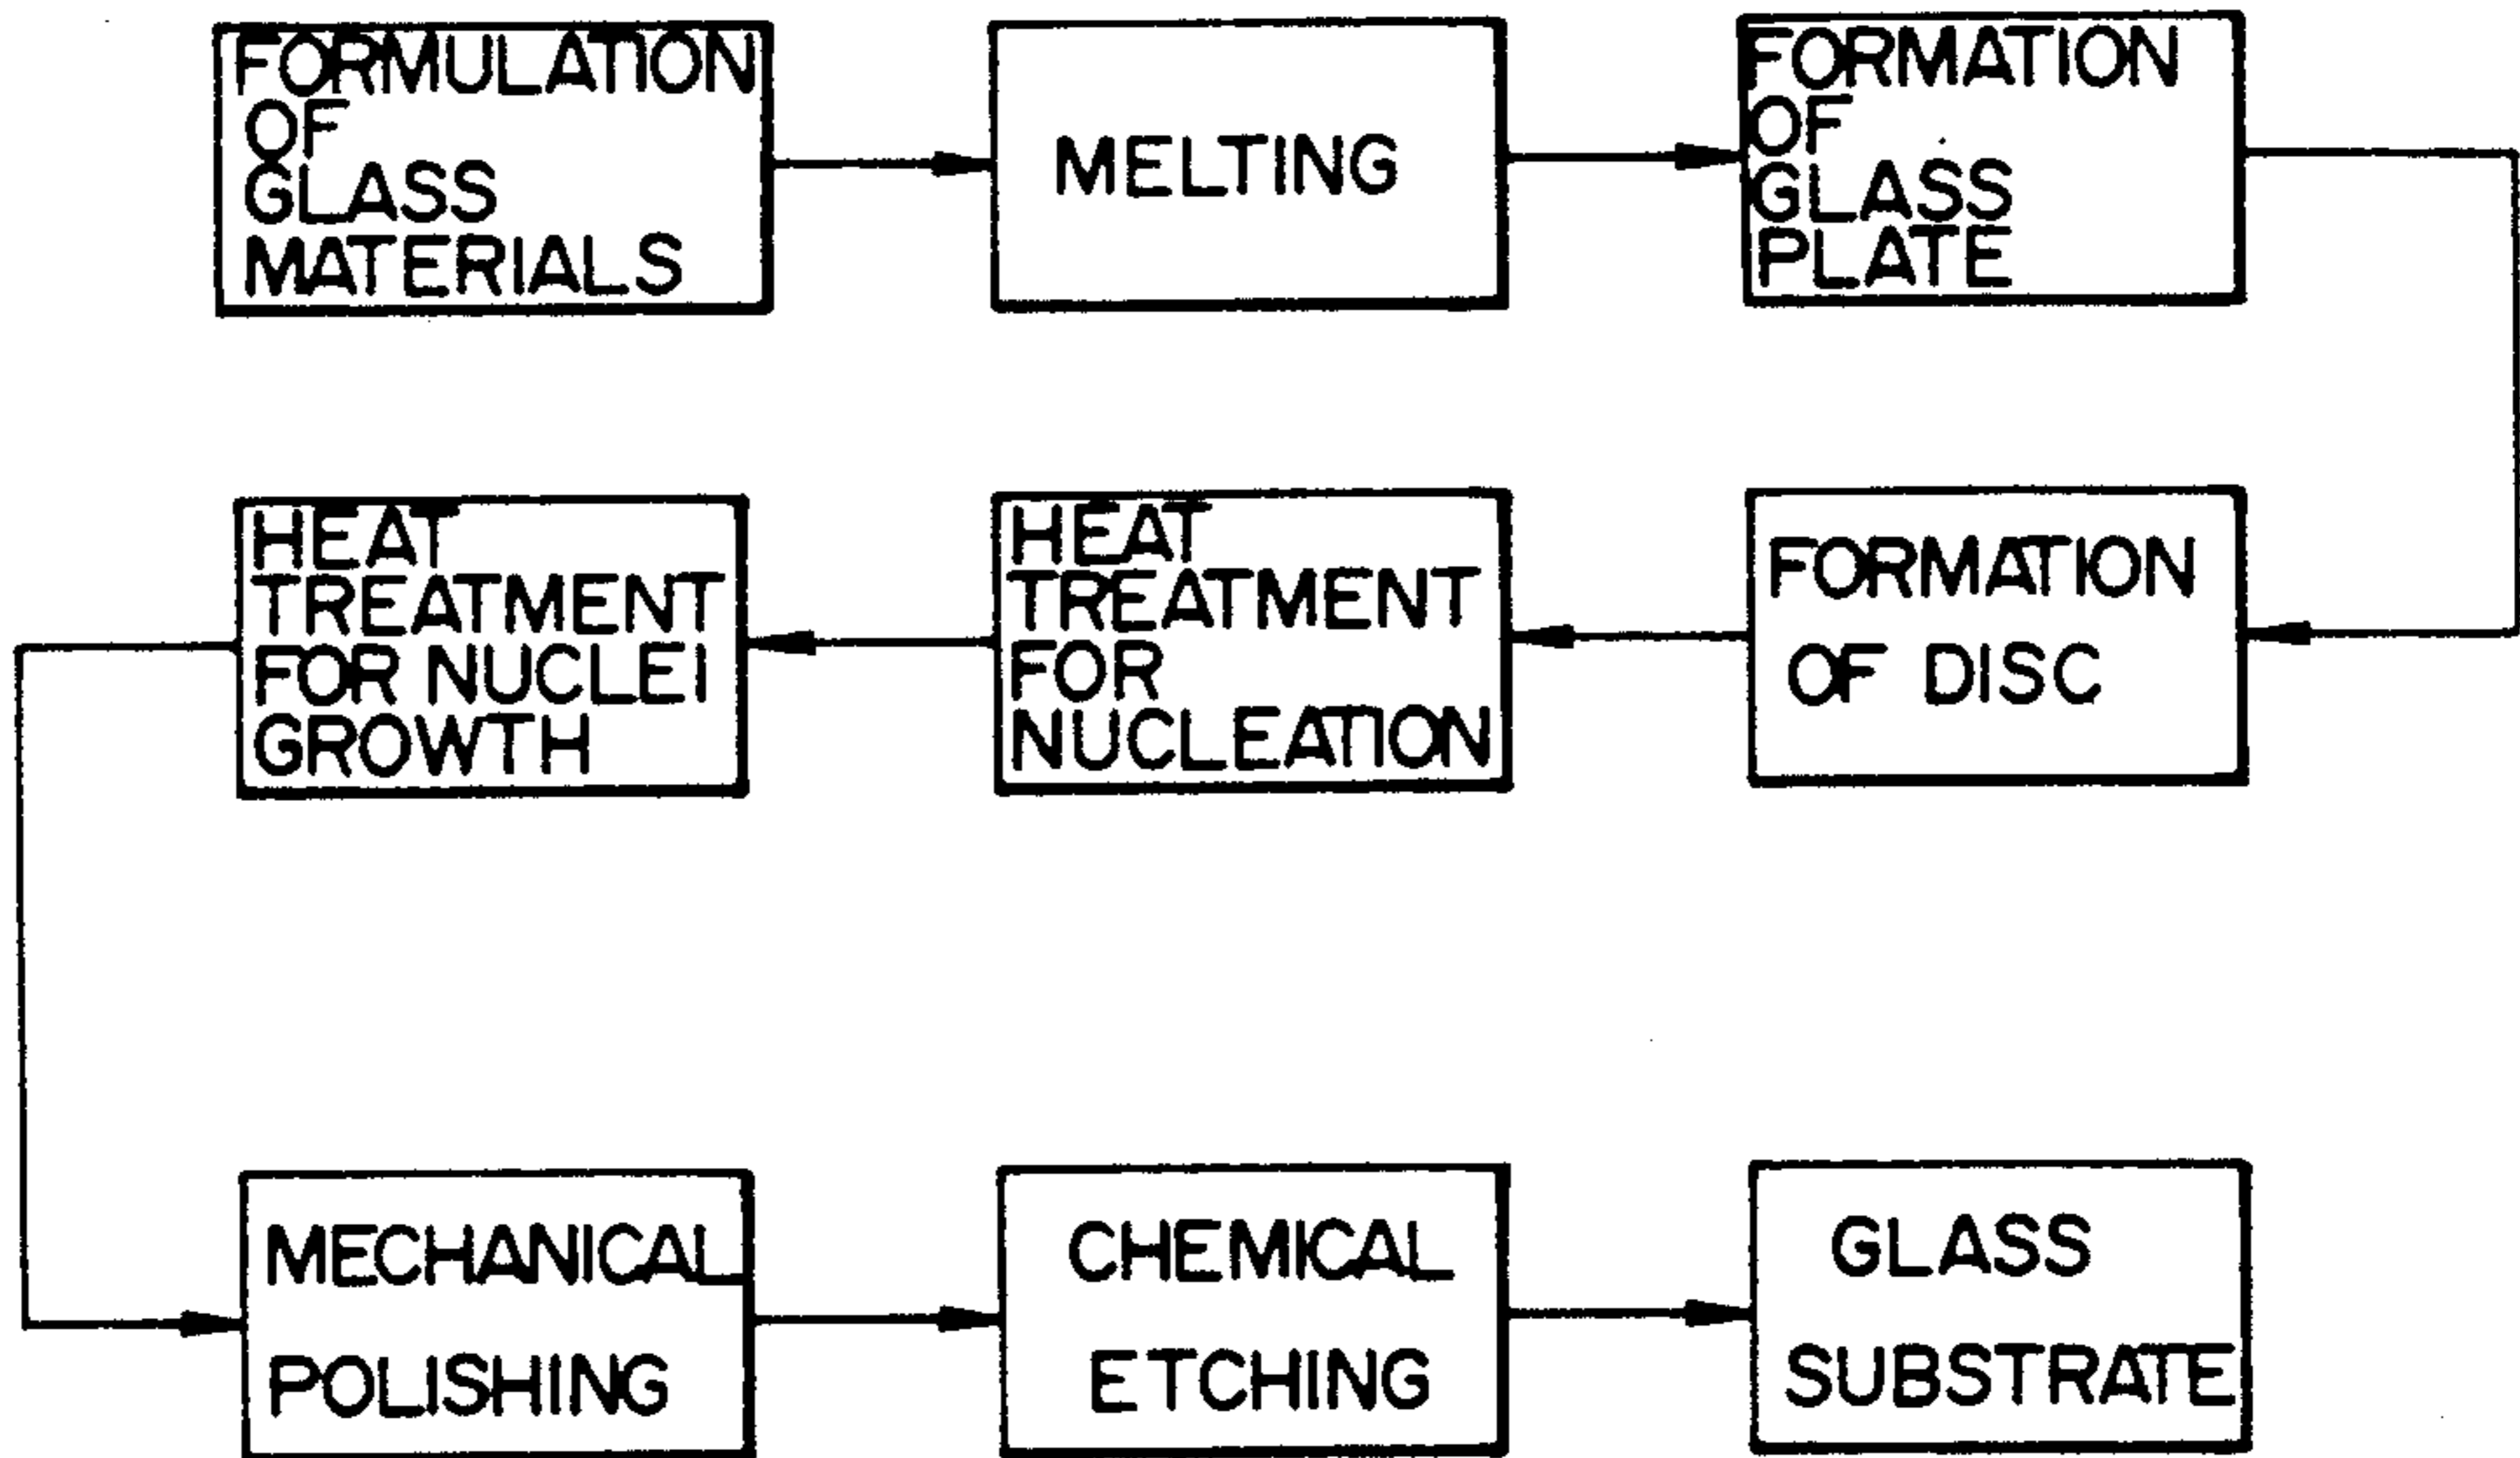 FORMULATION
OF
GLASS
MATERIALS
MELTING
FORMATION
OF
GLASS
PLATE
FORMATION
OF DISC
HEAT
TREATMENT
FOR
NUCLEATION
HEAT
TREATMENT
FOR NUCLEI
GROWTH
MECHANICAL
POLISHING
CHEMICAL
ETCHING
GLASS
SUBSTRATE